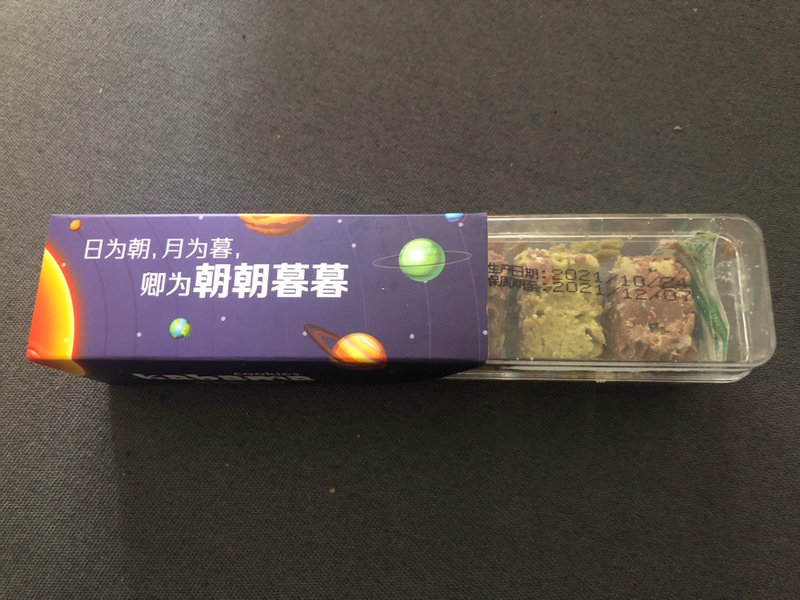 日为朝,月为暮,
卿为朝朝暮暮
cookies
生产日期:2021/10/24
保质期至:2021/12/07